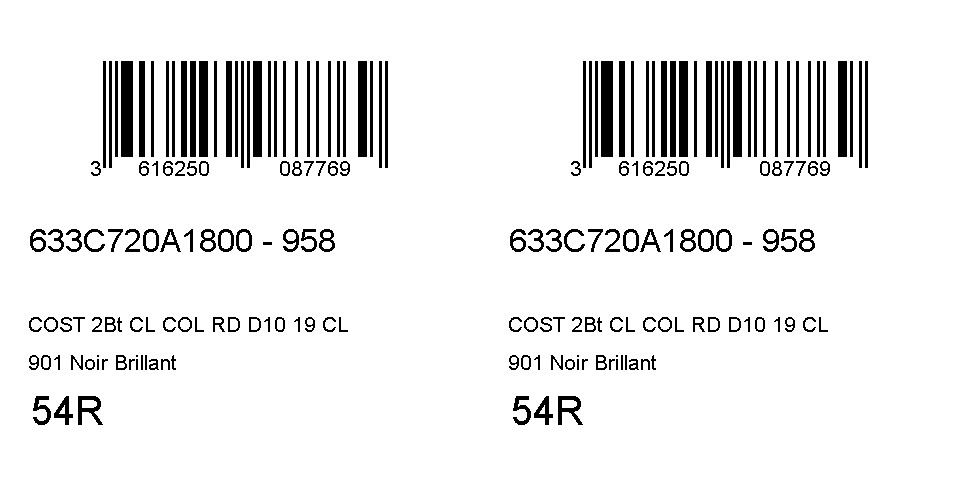 3 616250 087769 3 616250 087769
633C720A1800 - 958 633C720A1800 - 958
COST 2Bt CL COL RD D10 19 CL COST 2Bt CL COL RD D10 19 CL
901 Noir Brillant 901 Noir Brillant
54R 54R